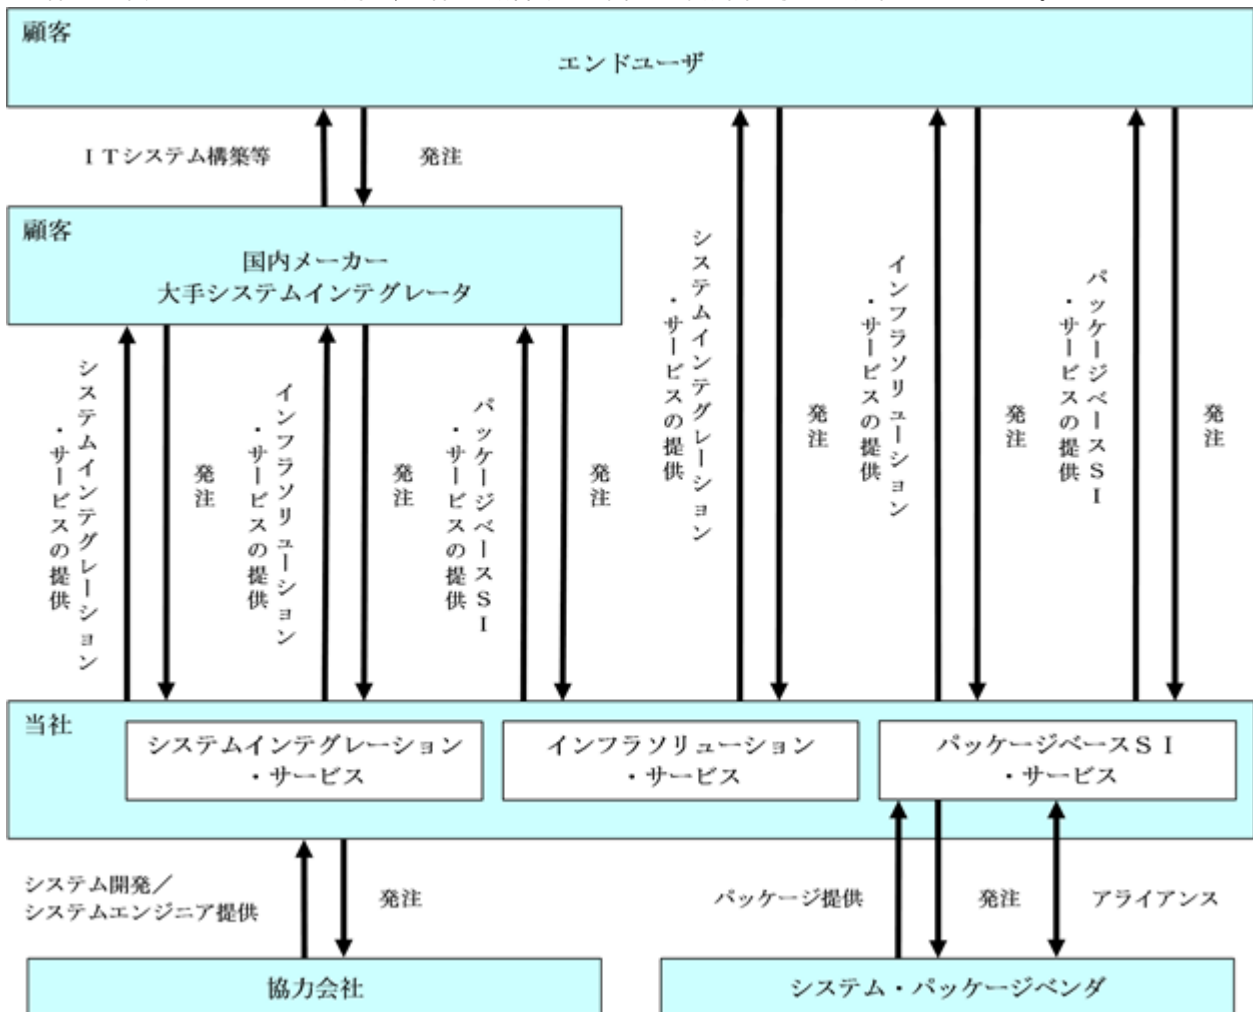 顧客
エンドユーザ
ＩＴシステム構築等
発注
顧客
国内メーカー
大手システムインテグレータ
システムインテグレーション
・サービスの提供
発注
インフラソリューション
・サービスの提供
発注
パッケージベースＳＩ
・サービスの提供
発注
システムインテグレーション
・サービスの提供
発注
インフラソリューション
・サービスの提供
発注
パッケージベースＳＩ
・サービスの提供
発注
当社
システムインテグレーション
・サービス
インフラソリューション
・サービス
パッケージベースＳＩ
・サービス
システム開発／
システムエンジニア提供
発注
パッケージ提供
発注
アライアンス
協力会社
システム・パッケージベンダ